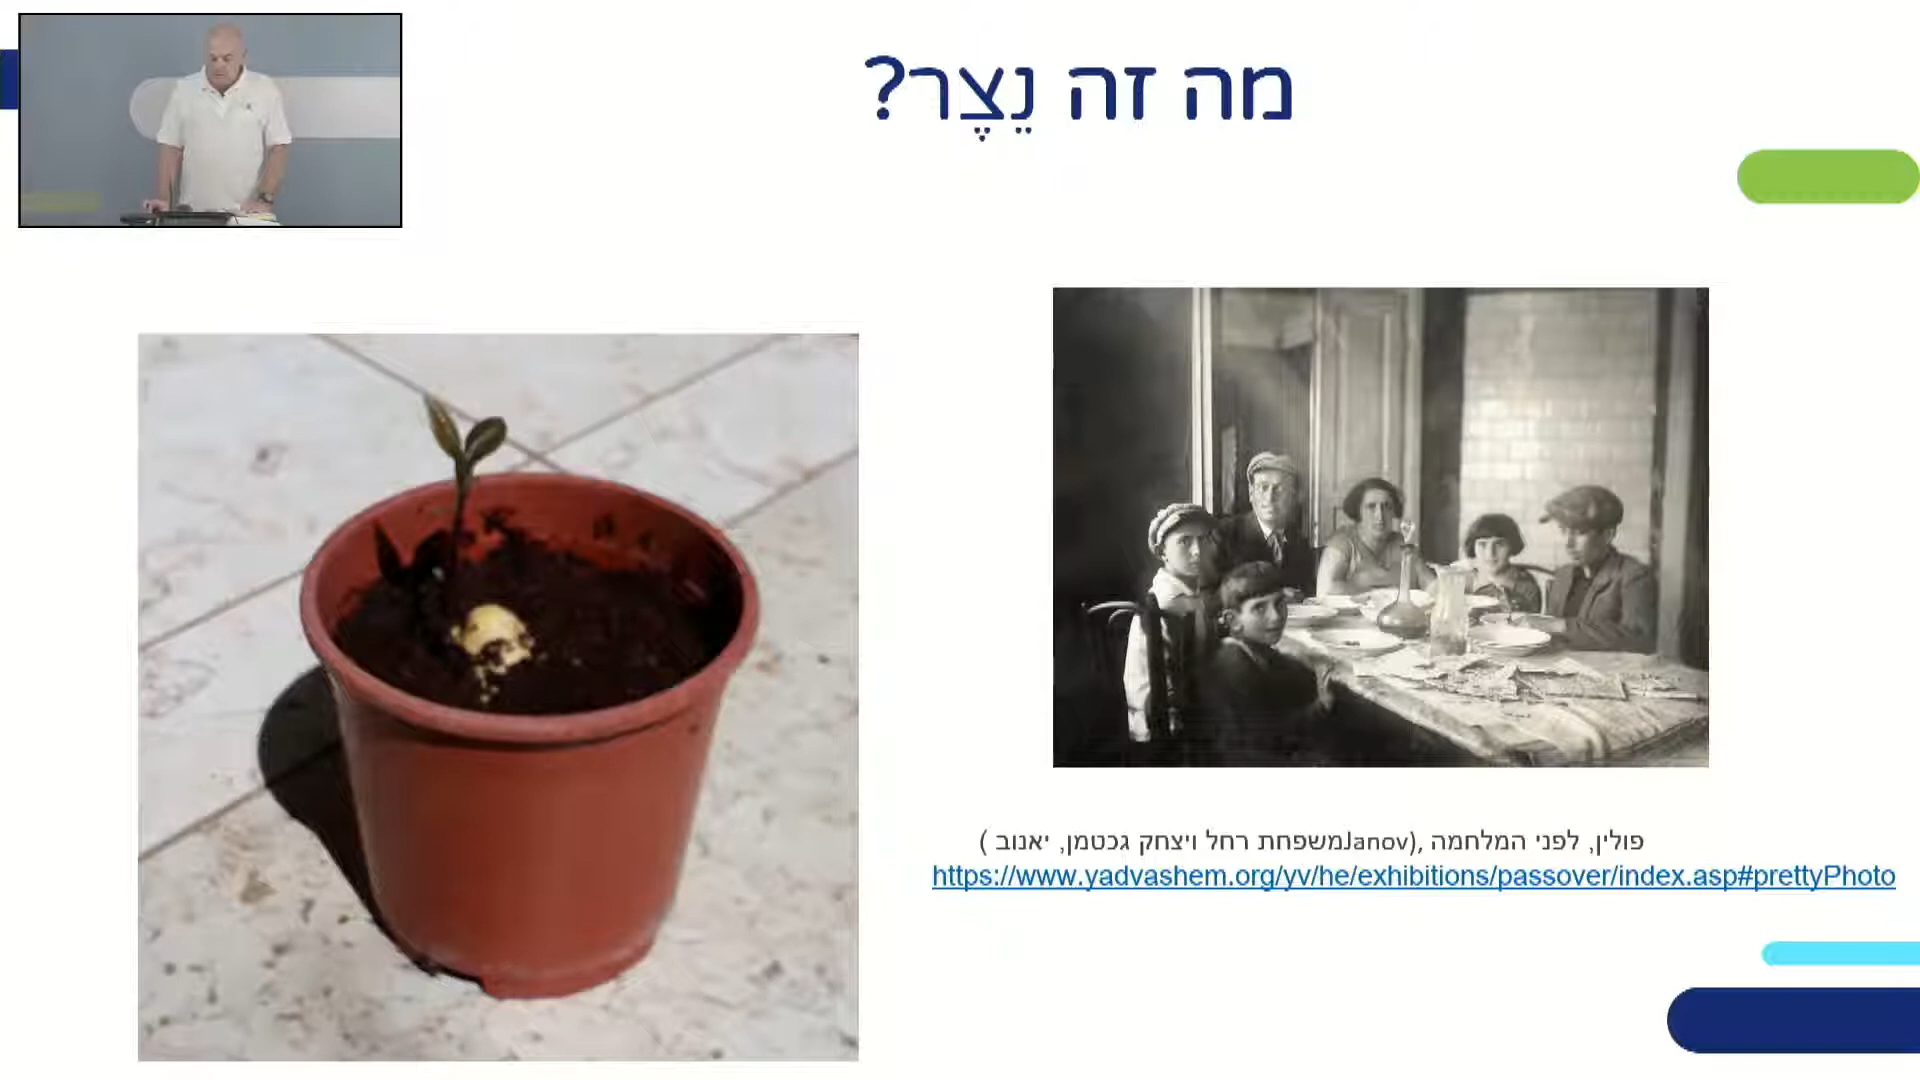 מה זה נֵצֶר?
פולין, לפני המלחמה ,(Janovמשפחת רחל ויצחק גכטמן, יאנוב (
https://www.yadvashem.org/yv/he/exhibitions/passover/index.asp#prettyPhoto